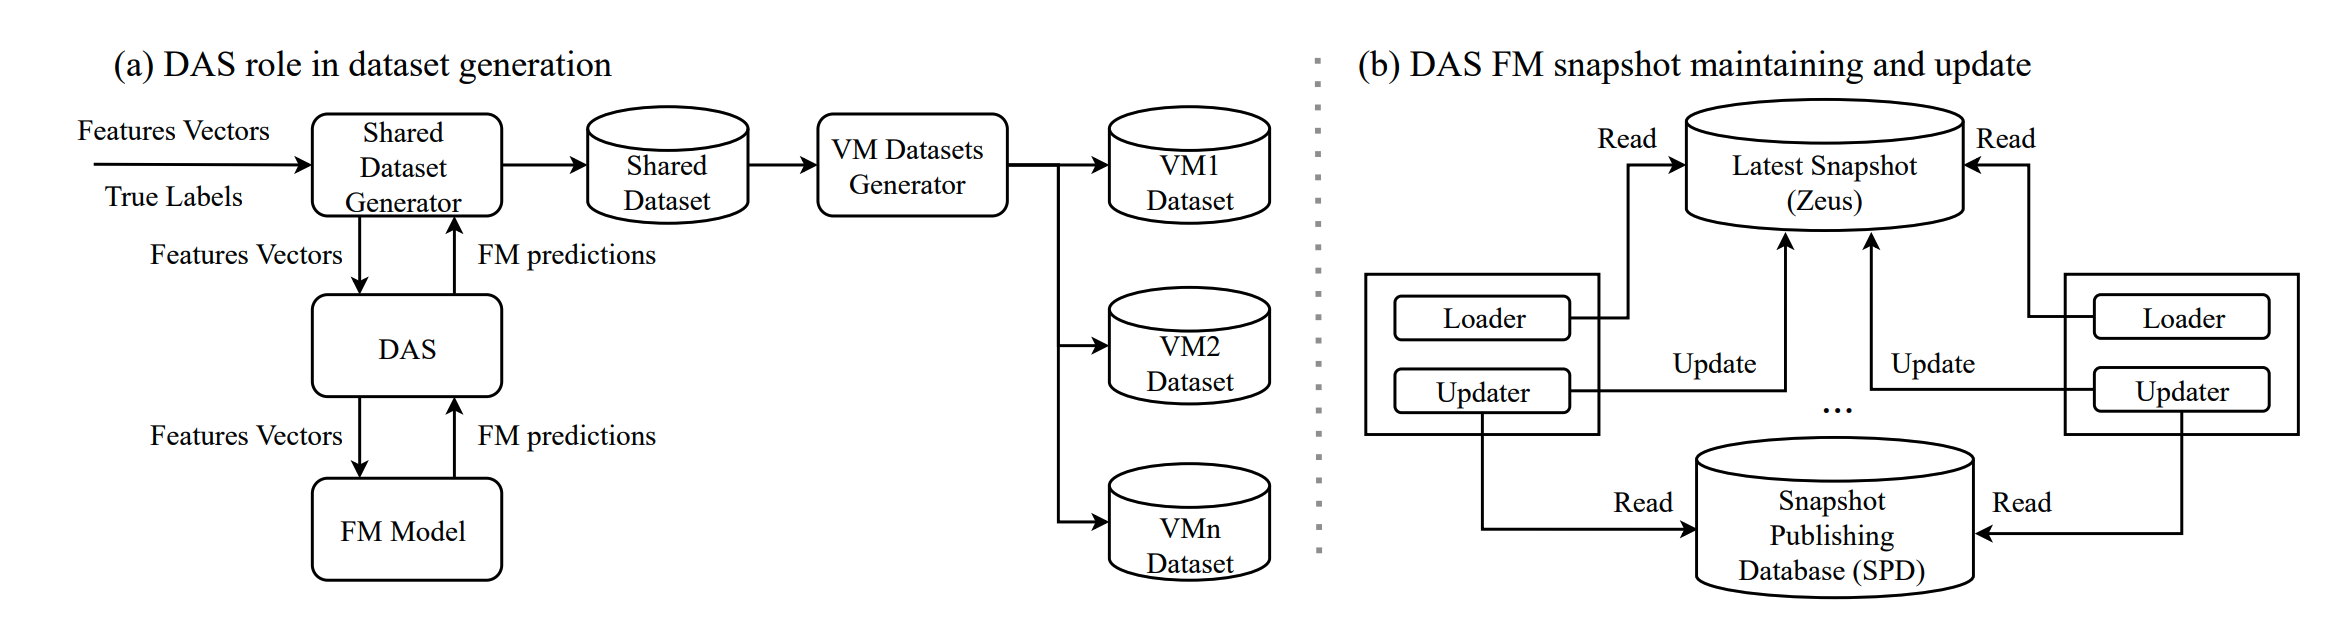 (a) DAS role in dataset generation
Features Vectors
True Labels
Shared
Dataset
Generator
Shared
Dataset
VM Datasets
Generator
VM1
Dataset
Features Vectors
FM predictions
DAS
VM2
Dataset
Features Vectors
FM predictions
FM Model
VMn
Dataset
(b) DAS FM snapshot maintaining and update
Read
Latest Snapshot
(Zeus)
Read
Loader
Updater
Update
Update
Loader
Updater
...
Read
Snapshot
Publishing
Database (SPD)
Read